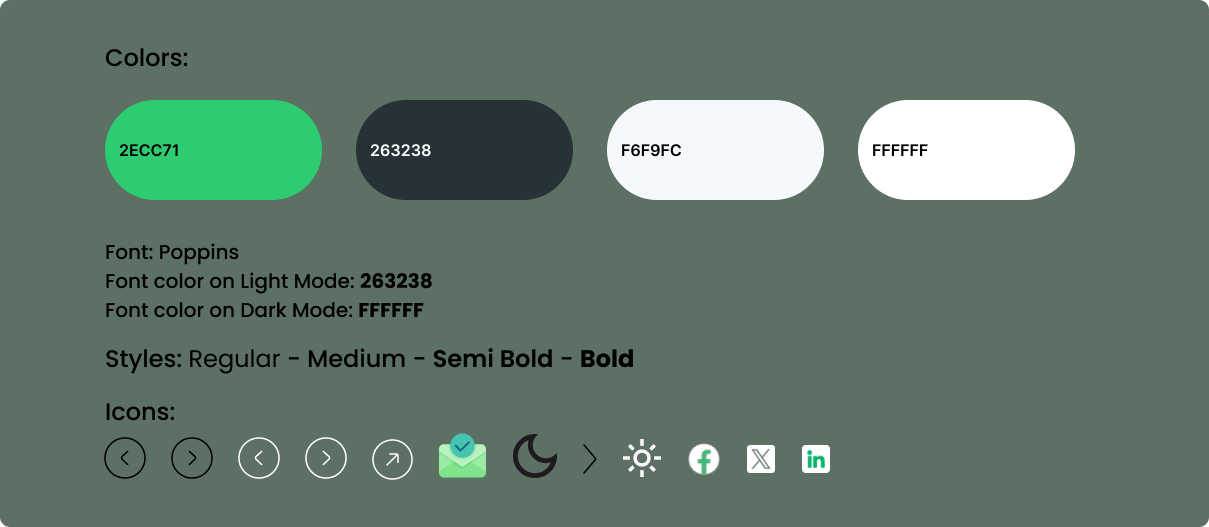 Colors:
2ECC71 263238 F6F9FC FFFFFF
Font: Poppins
Font color on Light Mode: 263238
Font color on Dark Mode: FFFFFF
Styles: Regular - Medium - Semi Bold - Bold
Icons: